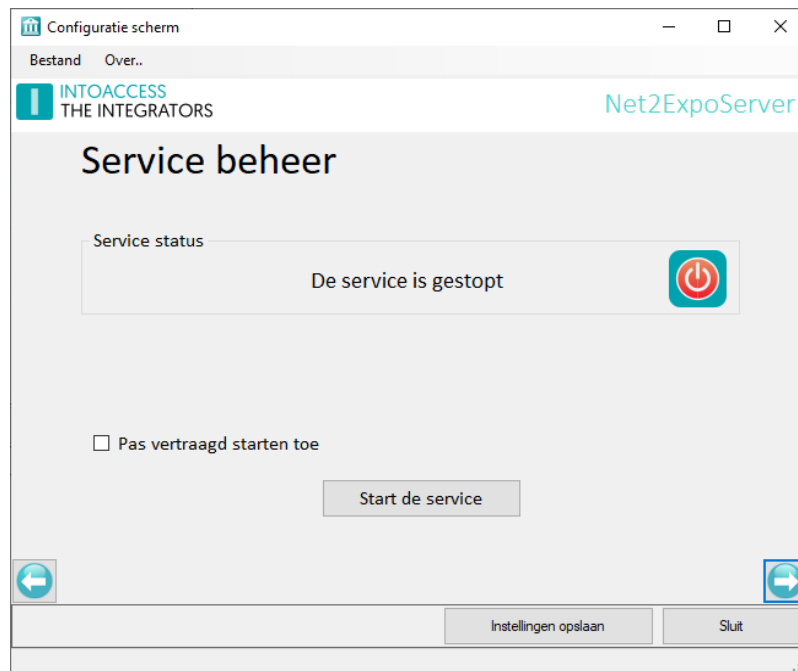 Configuratie scherm
Bestand Over..
INTOACCESS
THE INTEGRATORS
Net2ExpoServer
Service beheer
Service status
De service is gestopt
Pas vertraagd starten toe
Start de service
Instellingen opslaan
Sluit